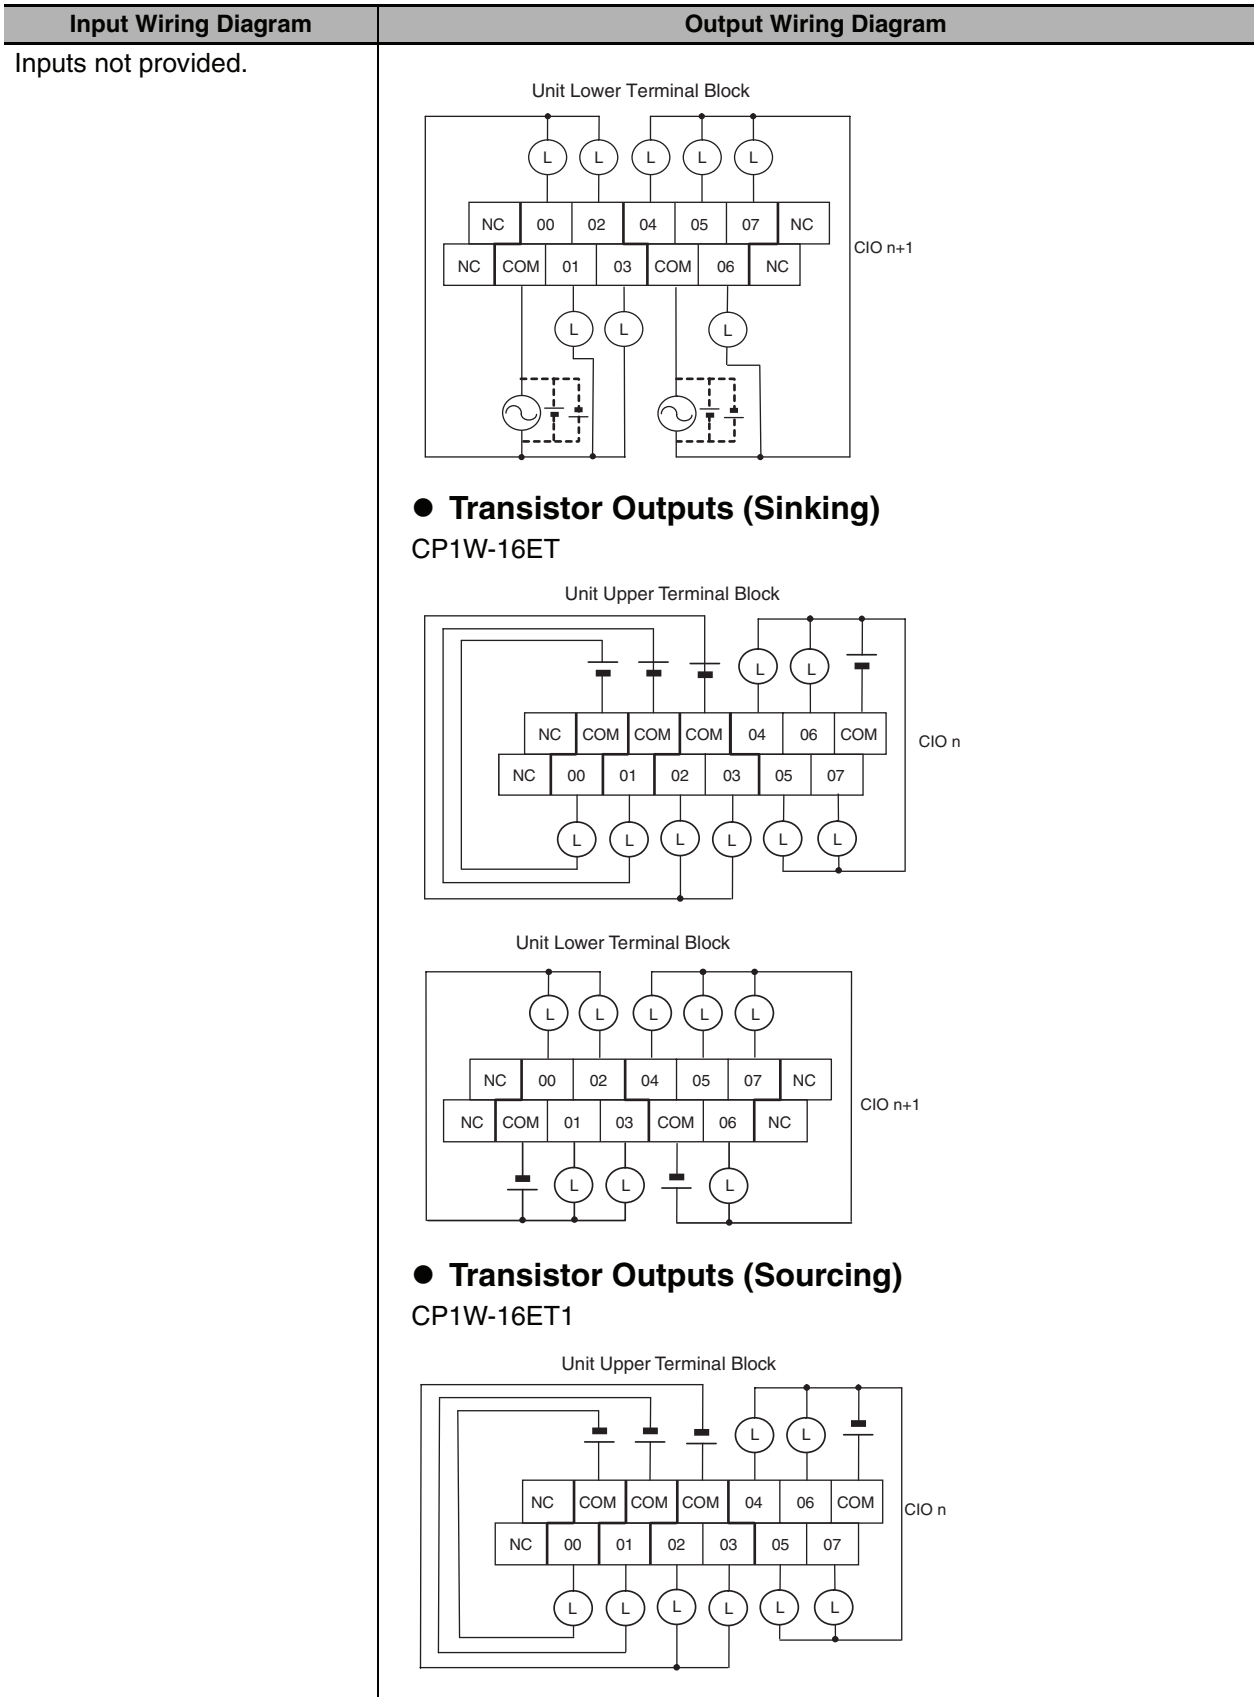 Input Wiring Diagram Output Wiring Diagram
Inputs not provided.
Unit Lower Terminal Block
L L L L L
NC 00 02 04 05 07 NC
CIO n+1
NC COM 01 03 COM 06 NC
L L L
● Transistor Outputs (Sinking)
CP1W-16ET
Unit Upper Terminal Block
L L
NC COM COM COM 04 06 COM
CIO n
NC 00 01 02 03 05 07
L L L L L L
Unit Lower Terminal Block
L L L L L
NC 00 02 04 05 07 NC
CIO n+1
NC COM 01 03 COM 06 NC
L L L
● Transistor Outputs (Sourcing)
CP1W-16ET1
Unit Upper Terminal Block
L L
NC COM COM COM 04 06 COM
CIO n
NC 00 01 02 03 05 07
L L L L L L